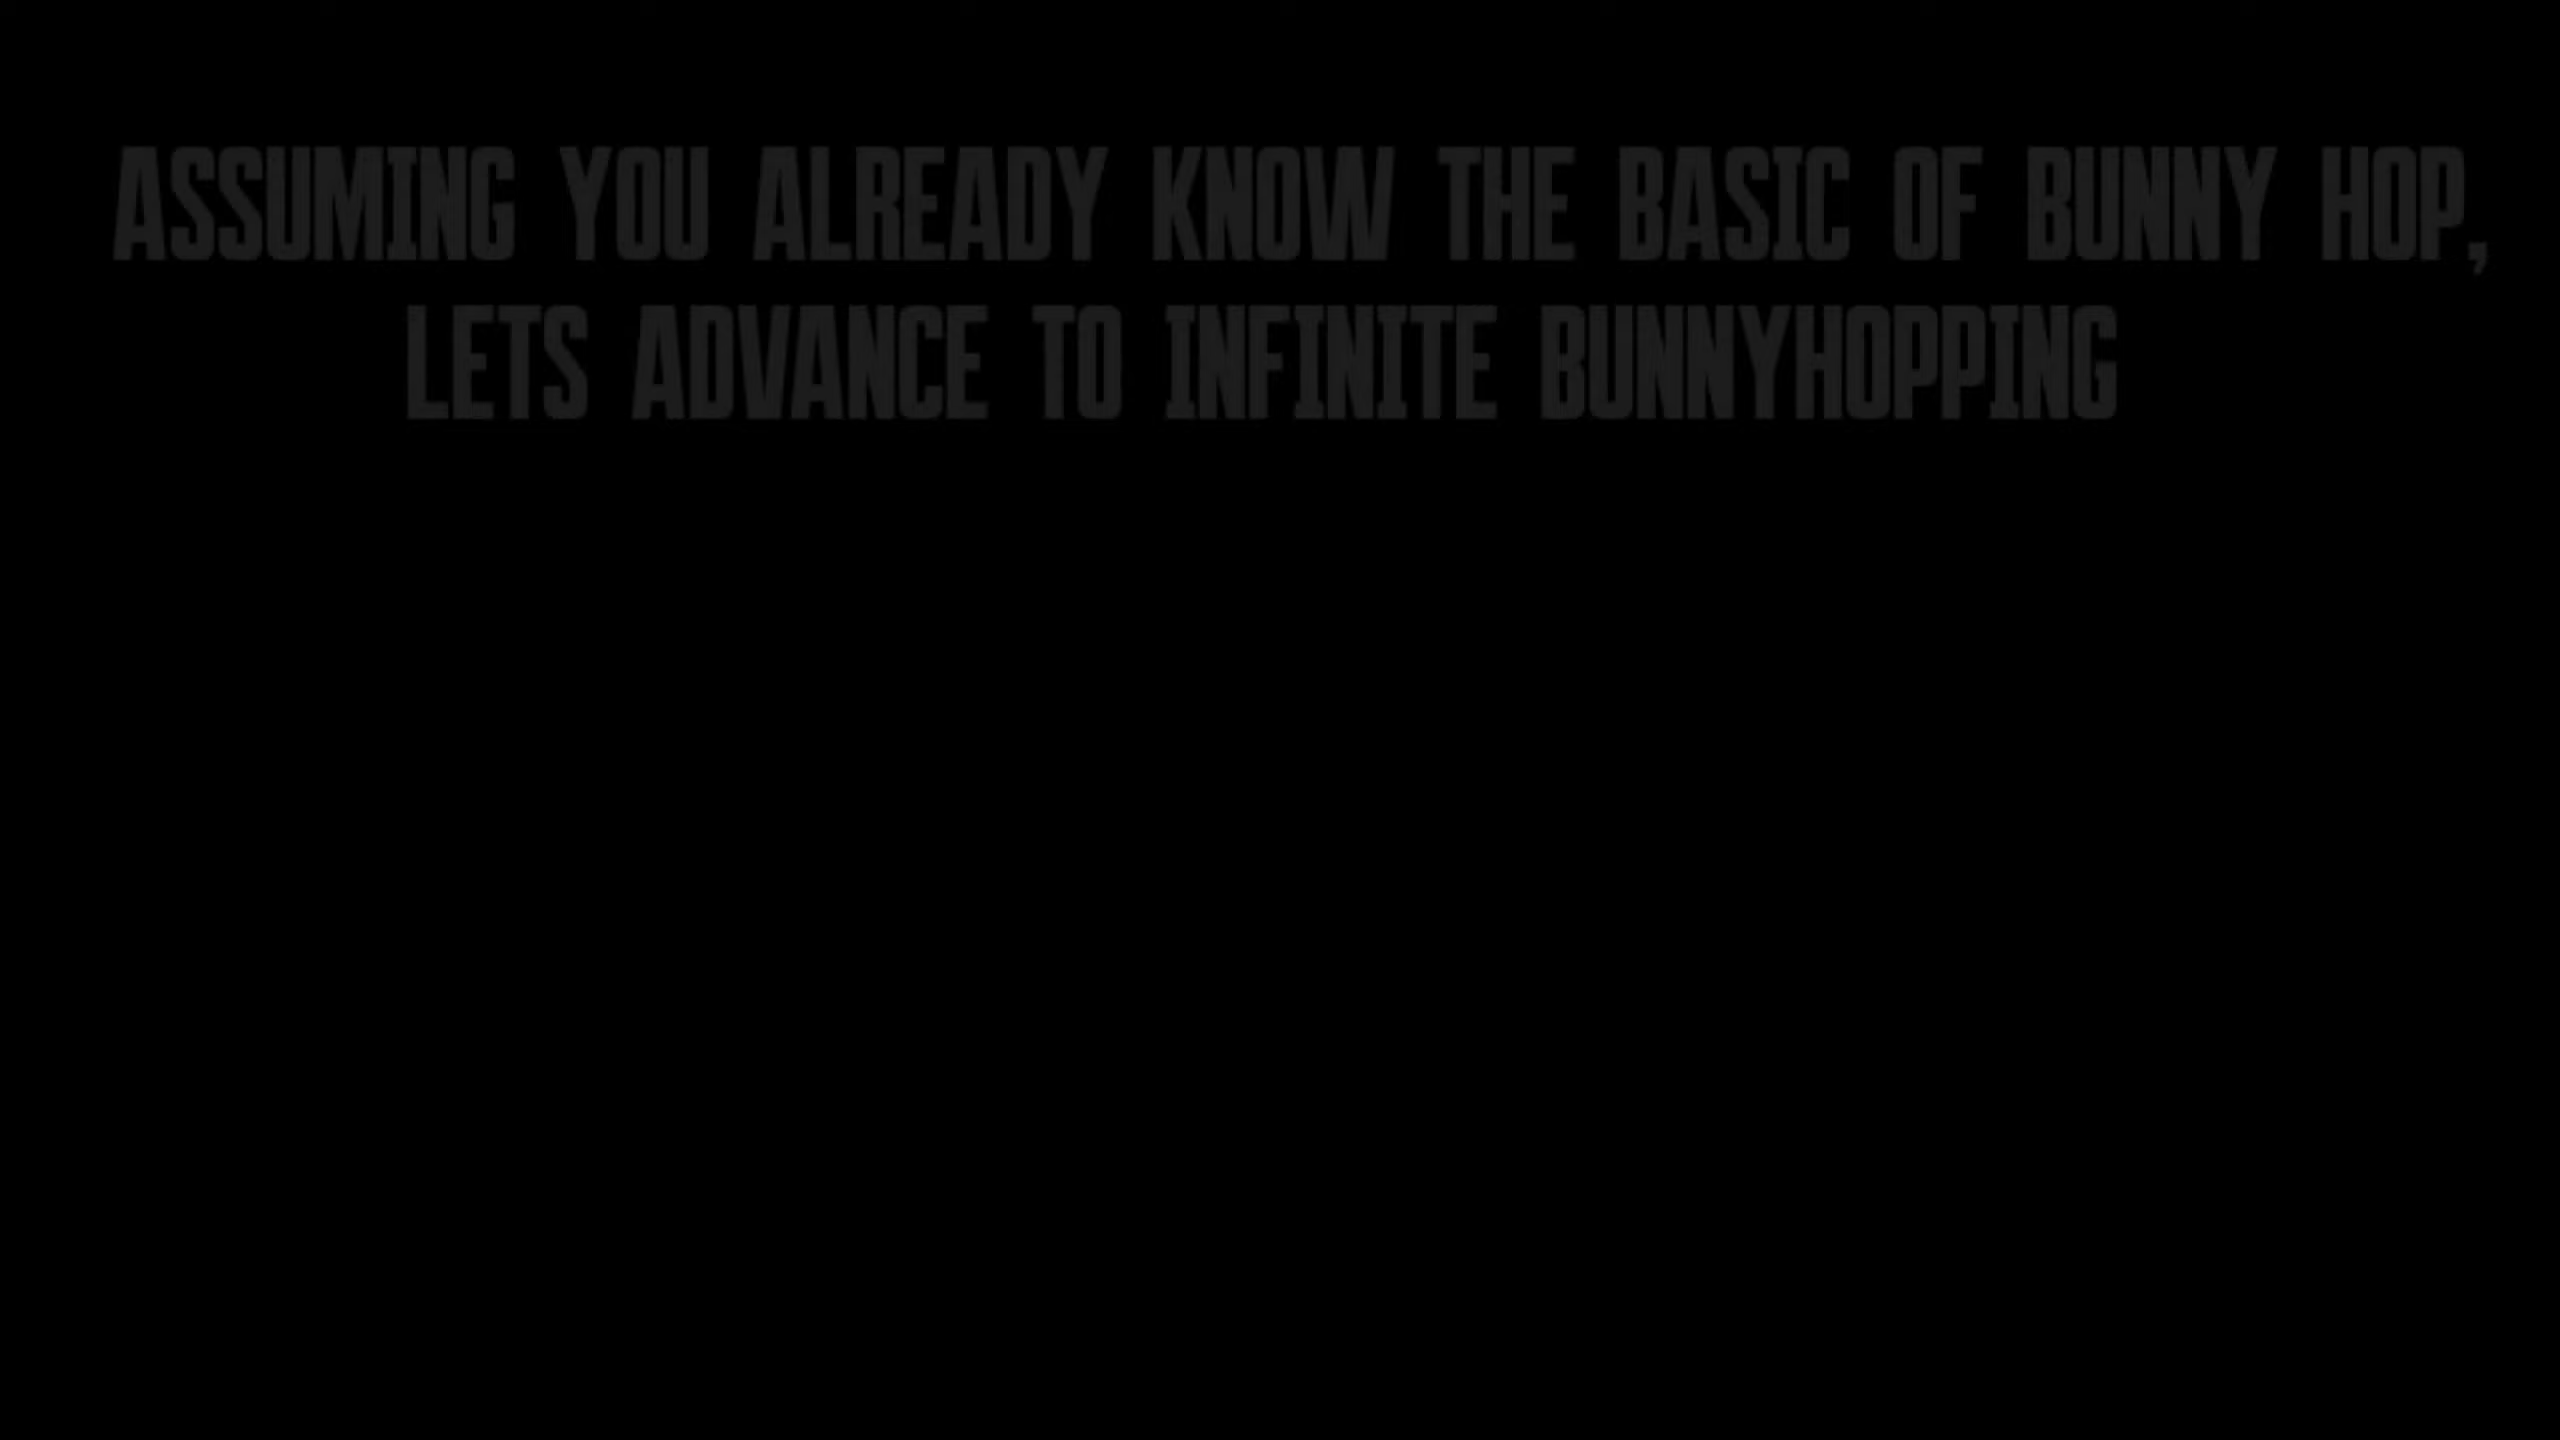 ASSUMING YOU ALREADY KNOW THE BASIC OF BUNNY HOP,
LETS ADVANCE TO INFINITE BUNNYHOPPING